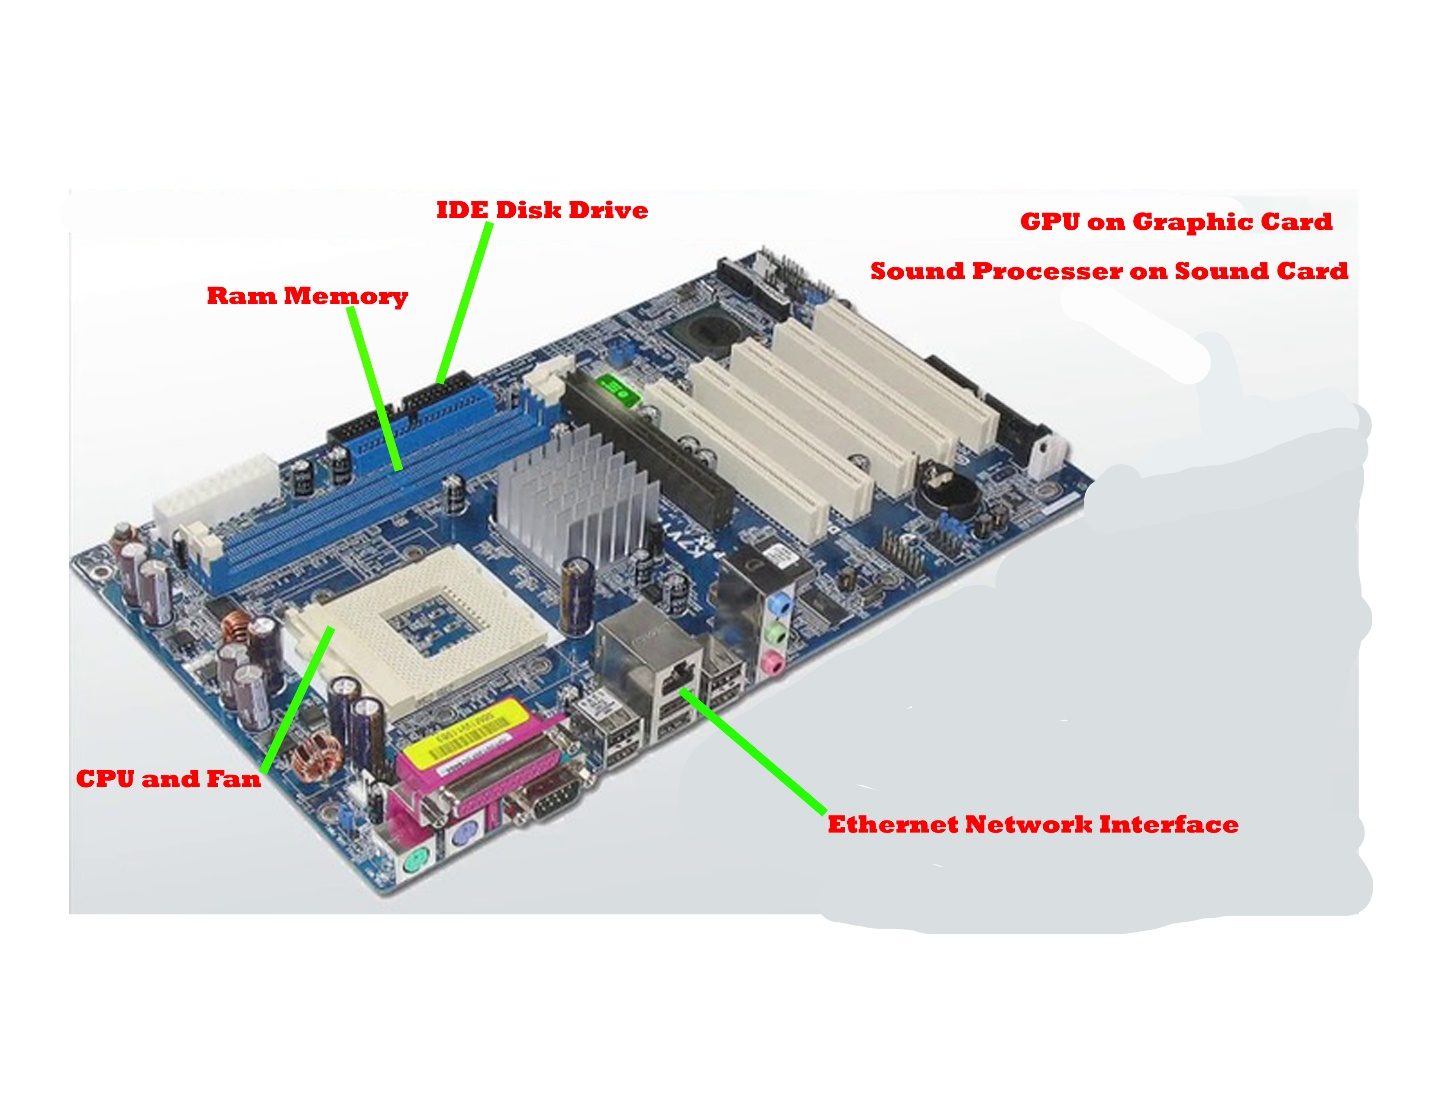 IDE Disk Drive
GPU on Graphic Card
Sound Processer on Sound Card
Ram Memory
CPU and Fan
Ethernet Network Interface